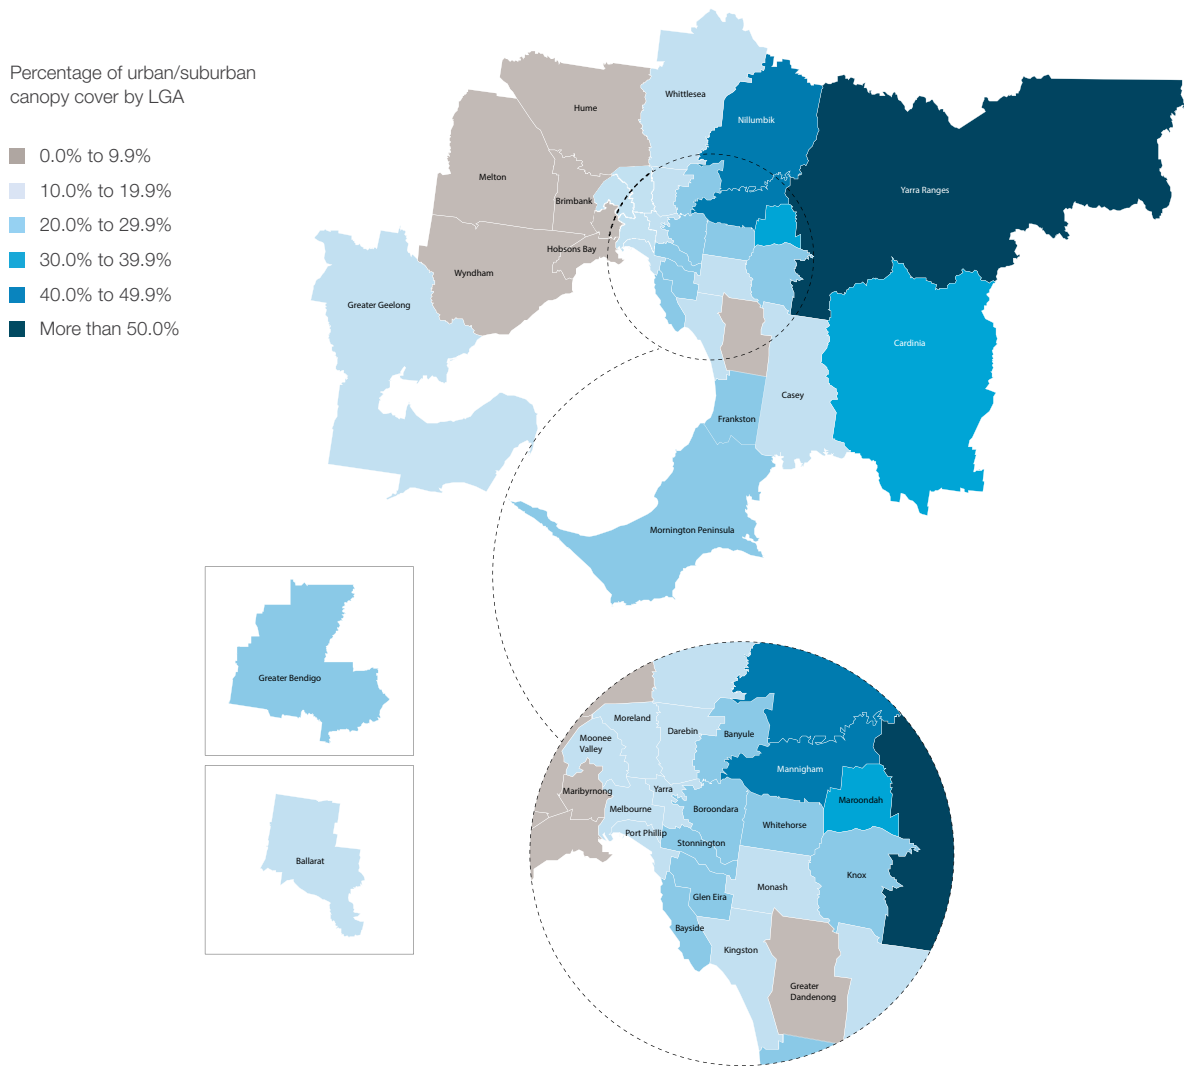 Percentage of urban/suburban
canopy cover by LGA
0.0% to 9.9%
10.0% to 19.9%
20.0% to 29.9%
30.0% to 39.9%
40.0% to 49.9%
More than 50.0%
Whittlesea
Hume
Nillumbik
Melton
Brimbank
Yarra Ranges
Hobsons Bay
Wyndham
Greater Geelong
Cardinia
Casey
Frankston
Mornington Peninsula
Greater Bendigo
Ballarat
Moreland
Darebin
Banyule
Moonee
Valley
Mannigham
Maribyrnong
Yarra
Maroondah
Melbourne
Boroondara
Whitehorse
Port Phillip
Stonnington
Knox
Monash
Glen Eira
Bayside
Kingston
Greater
Dandenong